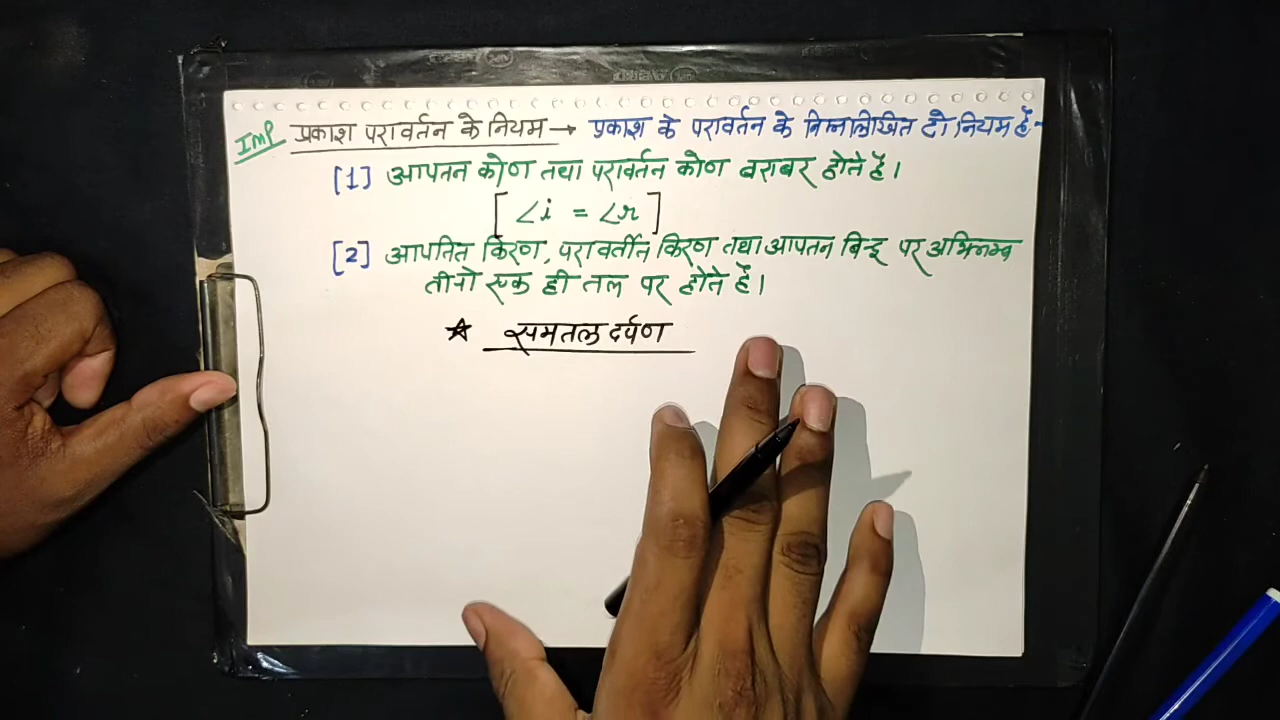 IMP प्रकाश परावर्तन के नियम → प्रकाश के परावर्तन के निम्नलिखित दो नियम हैं-
[1] आपतन कोण तथा परावर्तन कोण बराबर होते हैं।
[∠i = ∠r]
[2] आपतित किरण, परावर्तीत किरण तथा आपतन बिन्दु पर अभिलम्ब
तीनो एक ही तल पर होते हैं।
☆ समतल दर्पण